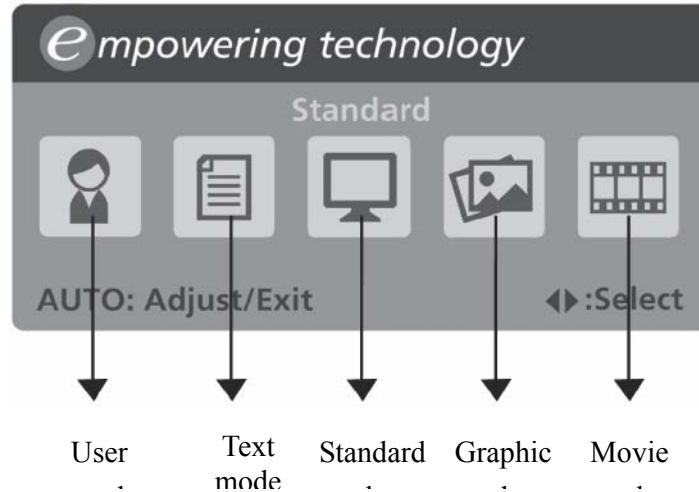 empowering technology
Standard
AUTO: Adjust/Exit
:Select
User Text Standard Graphic Movie
mode